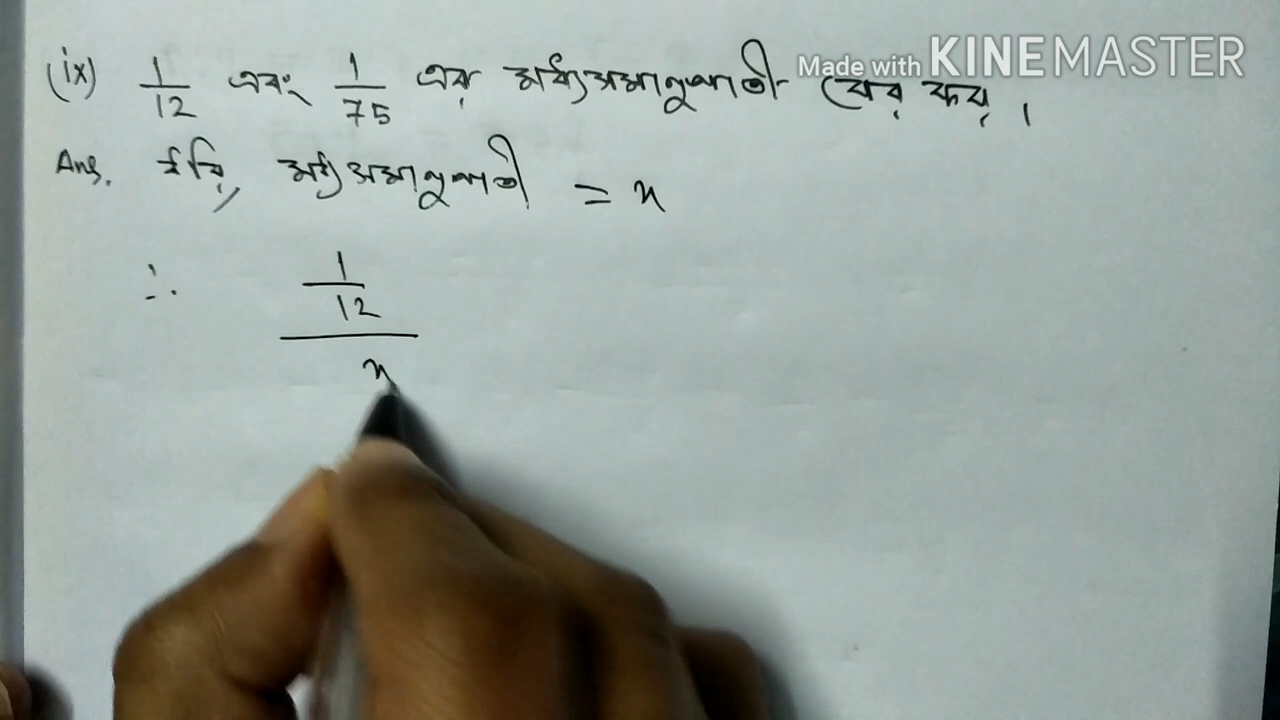 (ix) 1/12 এবং 1/75 এর মধ্যসমানুপাতী বের কর।
Made with KINEMASTER
Ans. ধরি, মধ্যসমানুপাতী = x
∴ 1/12
x